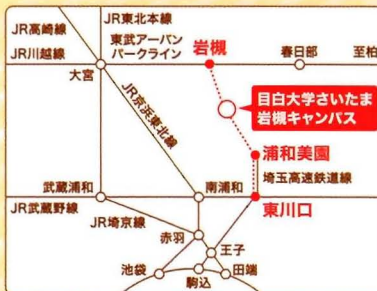 JR高崎線
JR東北本線
JR川越線
東武アーバン
パークライン
岩槻
春日部
至柏
大宮
JR京浜東北線
目白大学さいたま
岩槻キャンパス
浦和美園
武蔵浦和
南浦和
埼玉高速鉄道線
JR武蔵野線
東川口
JR埼京線
赤羽
王子
池袋
駒込
田端